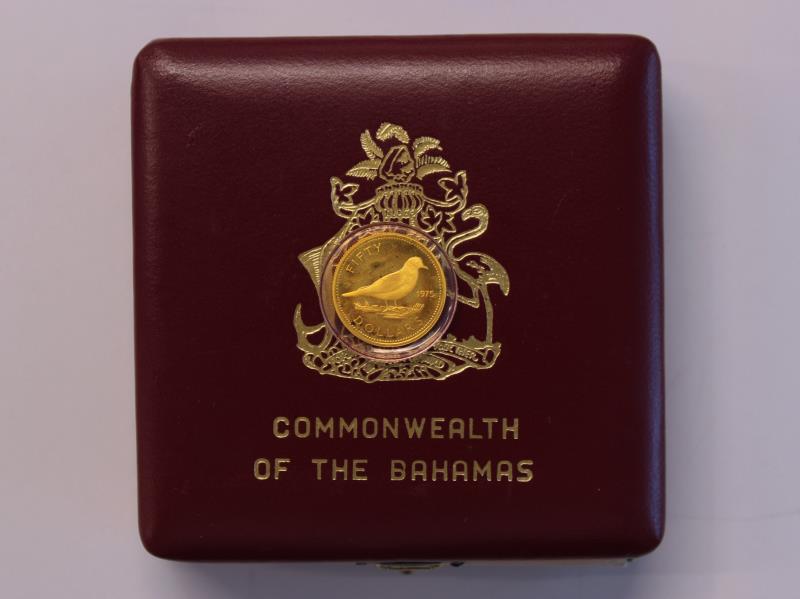 FIFTY
1975
DOLLARS
COMMONWEALTH
OF THE BAHAMAS